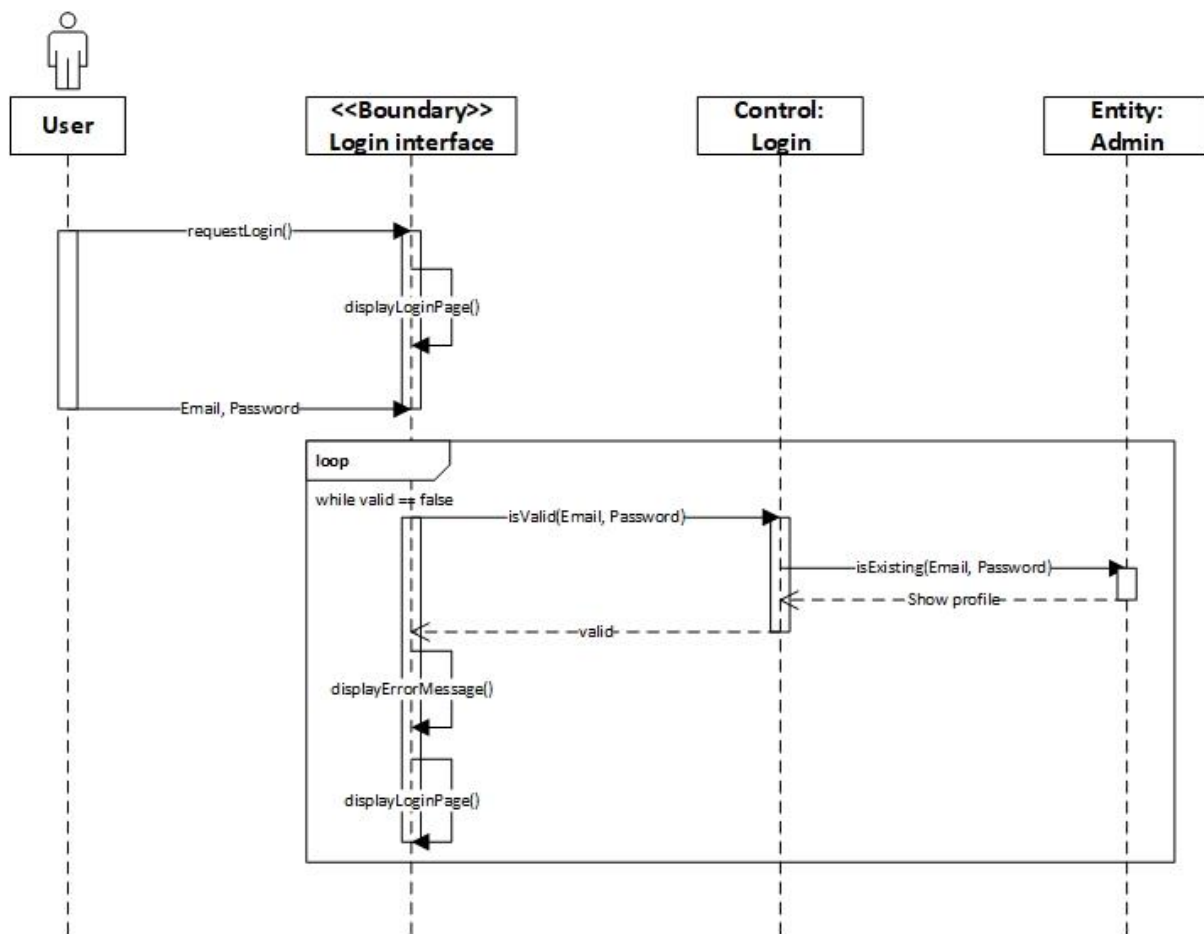 User
<<Boundary>>
Login interface
Control:
Login
Entity:
Admin
requestLogin()
displayLoginPage()
Email, Password
loop
while valid == false
isValid(Email, Password)
isExisting(Email, Password)
Show profile
valid
displayErrorMessage()
displayLoginPage()